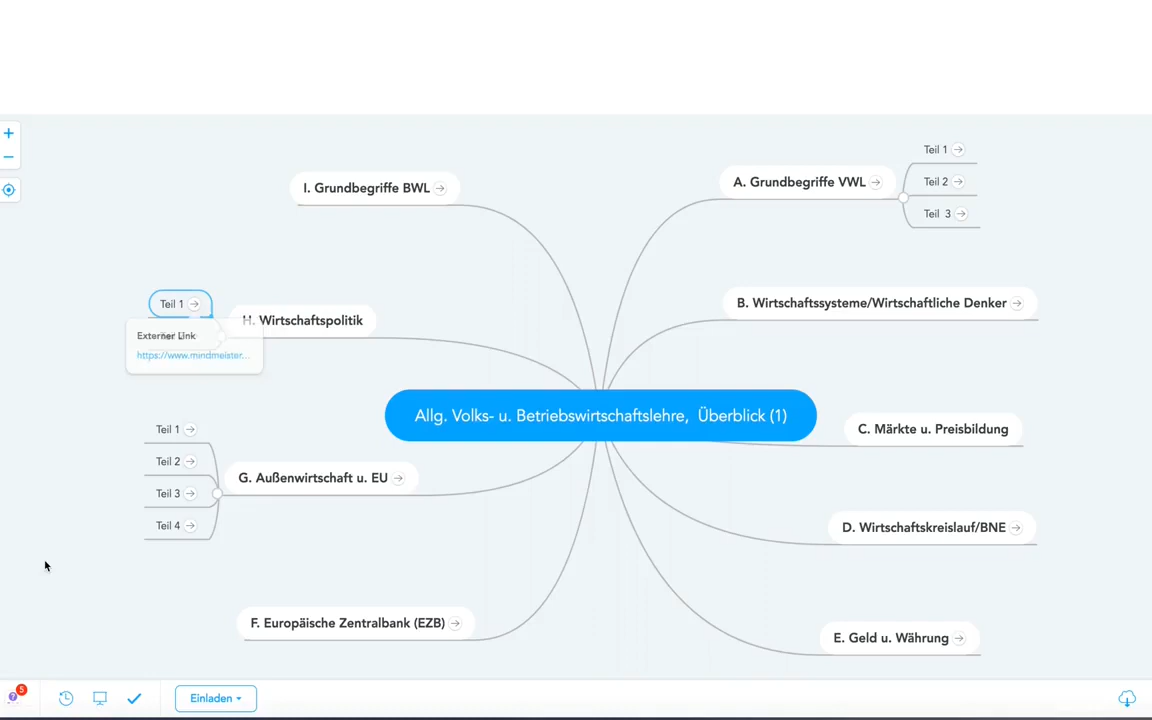 I. Grundbegriffe BWL
A. Grundbegriffe VWL
Teil 1
Teil 2
Teil 3
B. Wirtschaftssysteme/Wirtschaftliche Denker
H. Wirtschaftspolitik
Teil 1
Externer Link
https://www.mindmeister...
Allg. Volks- u. Betriebswirtschaftslehre, Überblick (1)
C. Märkte u. Preisbildung
G. Außenwirtschaft u. EU
Teil 1
Teil 2
Teil 3
Teil 4
D. Wirtschaftskreislauf/BNE
F. Europäische Zentralbank (EZB)
E. Geld u. Währung
5
Einladen